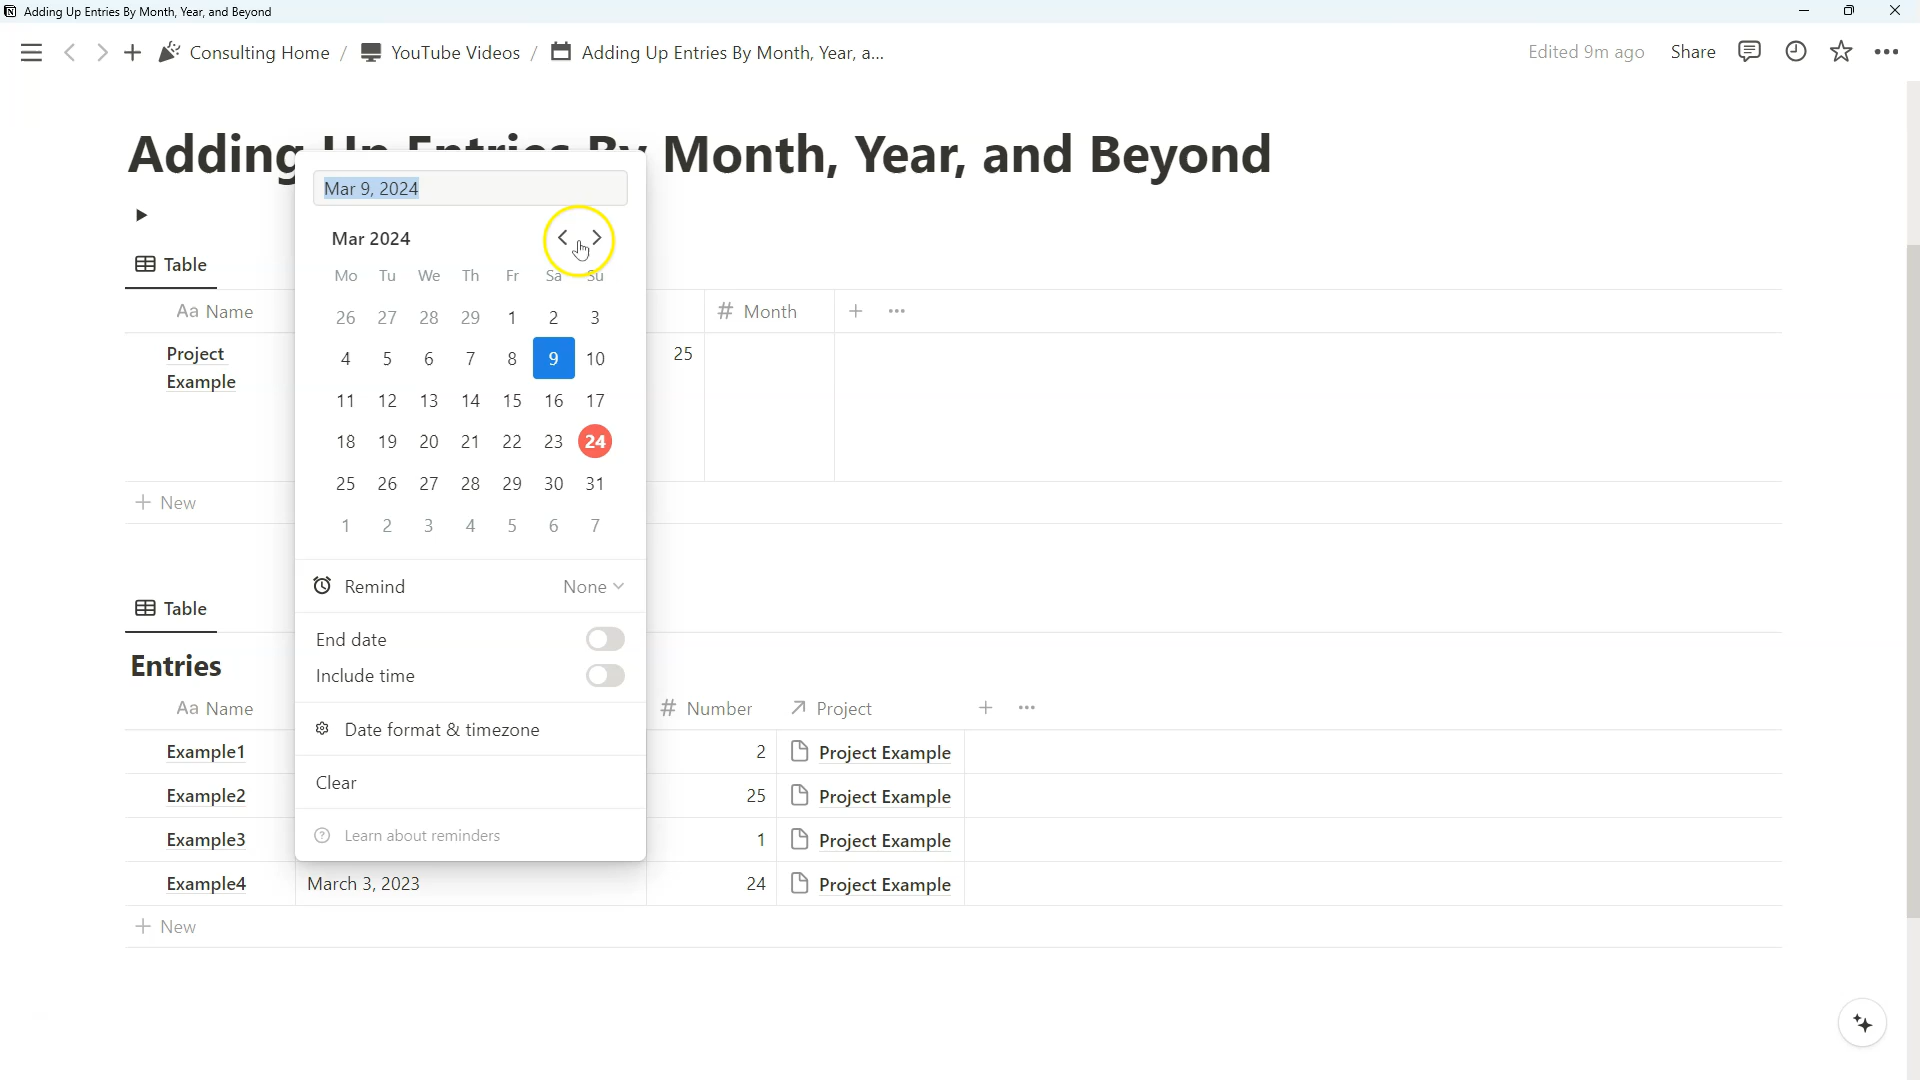 Adding Up Entries By Month, Year, and Beyond
Consulting Home / YouTube Videos / Adding Up Entries By Month, Year, a...
Edited 9m ago Share
Adding Up Entries By Month, Year, and Beyond
Mar 9, 2024
Mar 2024
Mo Tu We Th Fr Sa Su
26 27 28 29 1 2 3
4 5 6 7 8 9 10
11 12 13 14 15 16 17
18 19 20 21 22 23 24
25 26 27 28 29 30 31
1 2 3 4 5 6 7
Remind None
End date
Include time
Date format & timezone
Clear
Learn about reminders
Table
Aa Name # Month
Project
Example
25
+ New
Table
Entries
Aa Name # Number Project
Example1 2 Project Example
Example2 25 Project Example
Example3 1 Project Example
Example4 March 3, 2023 24 Project Example
+ New